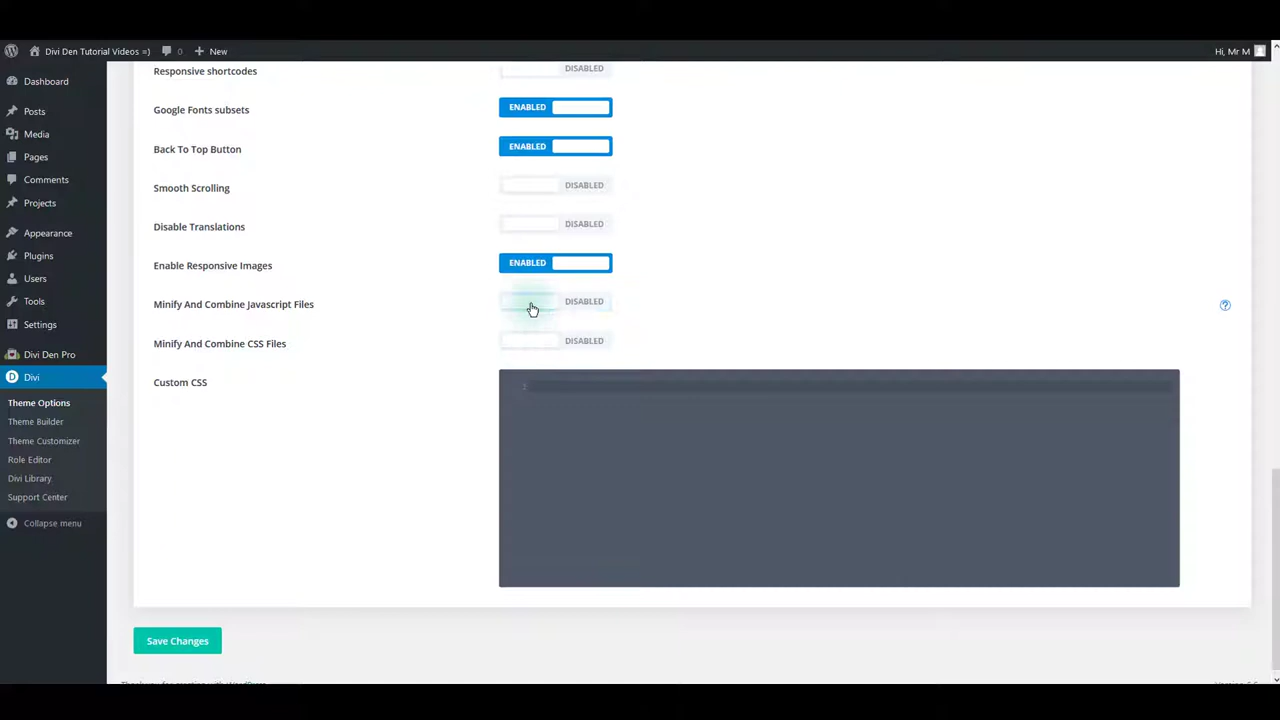 Divi Den Tutorial Videos =)
0
New
Hi, Mr M
Dashboard
Posts
Media
Pages
Comments
Projects
Appearance
Plugins
Users
Tools
Settings
Divi Den Pro
Divi
Theme Options
Theme Builder
Theme Customizer
Role Editor
Divi Library
Support Center
Collapse menu
Responsive shortcodes DISABLED
Google Fonts subsets ENABLED
Back To Top Button ENABLED
Smooth Scrolling DISABLED
Disable Translations DISABLED
Enable Responsive Images ENABLED
Minify And Combine Javascript Files DISABLED ?
Minify And Combine CSS Files DISABLED
Custom CSS
Save Changes